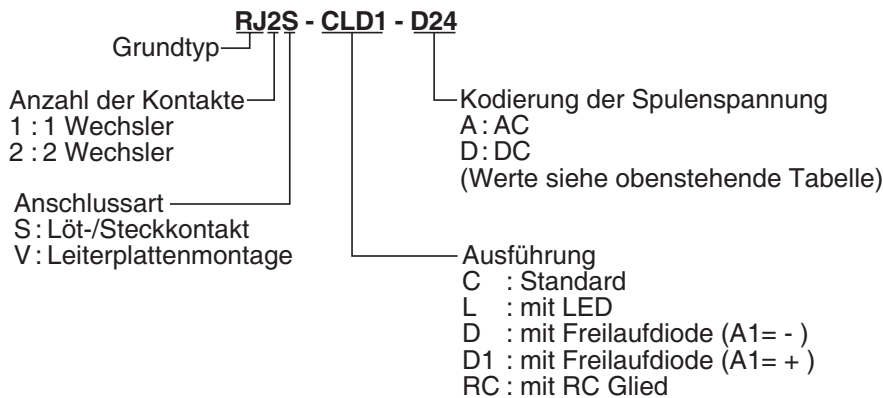 RJ2S - CLD1 - D24
Grundtyp
Anzahl der Kontakte
1 : 1 Wechsler
2 : 2 Wechsler
Anschlussart
S : Löt-/Steckkontakt
V : Leiterplattenmontage
Kodierung der Spulenspannung
A : AC
D : DC
(Werte siehe obenstehende Tabelle)
Ausführung
C : Standard
L : mit LED
D : mit Freilaufdiode (A1= - )
D1 : mit Freilaufdiode (A1= + )
RC : mit RC Glied